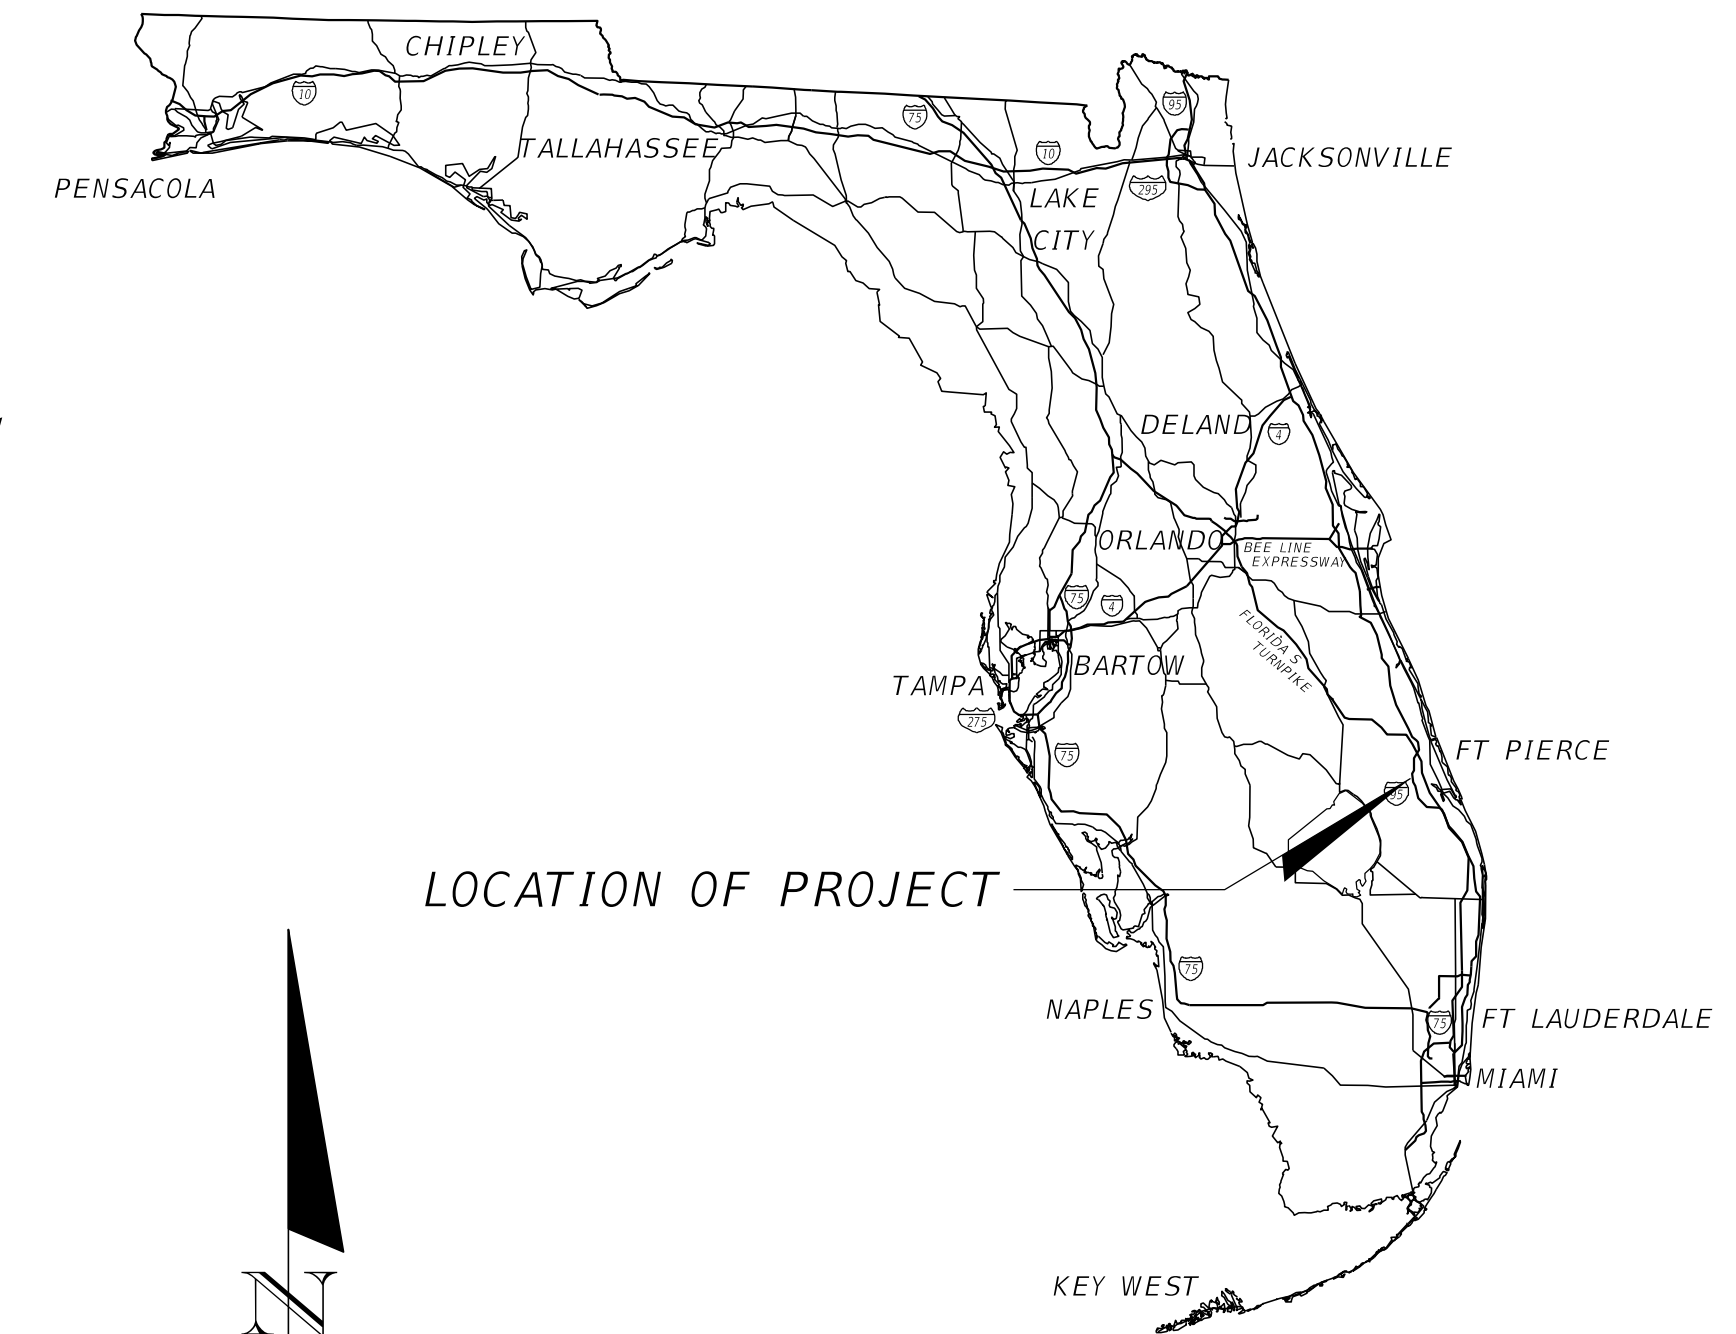 CHIPLEY
10
75
95
10
TALLAHASSEE
JACKSONVILLE
PENSACOLA
295
LAKE
CITY
DELAND
4
ORLANDO
BEE LINE
EXPRESSWAY
75
4
FLORIDA S
TURNPIKE
BARTOW
TAMPA
275
75
FT PIERCE
95
LOCATION OF PROJECT
75
NAPLES
FT LAUDERDALE
75
MIAMI
KEY WEST
N